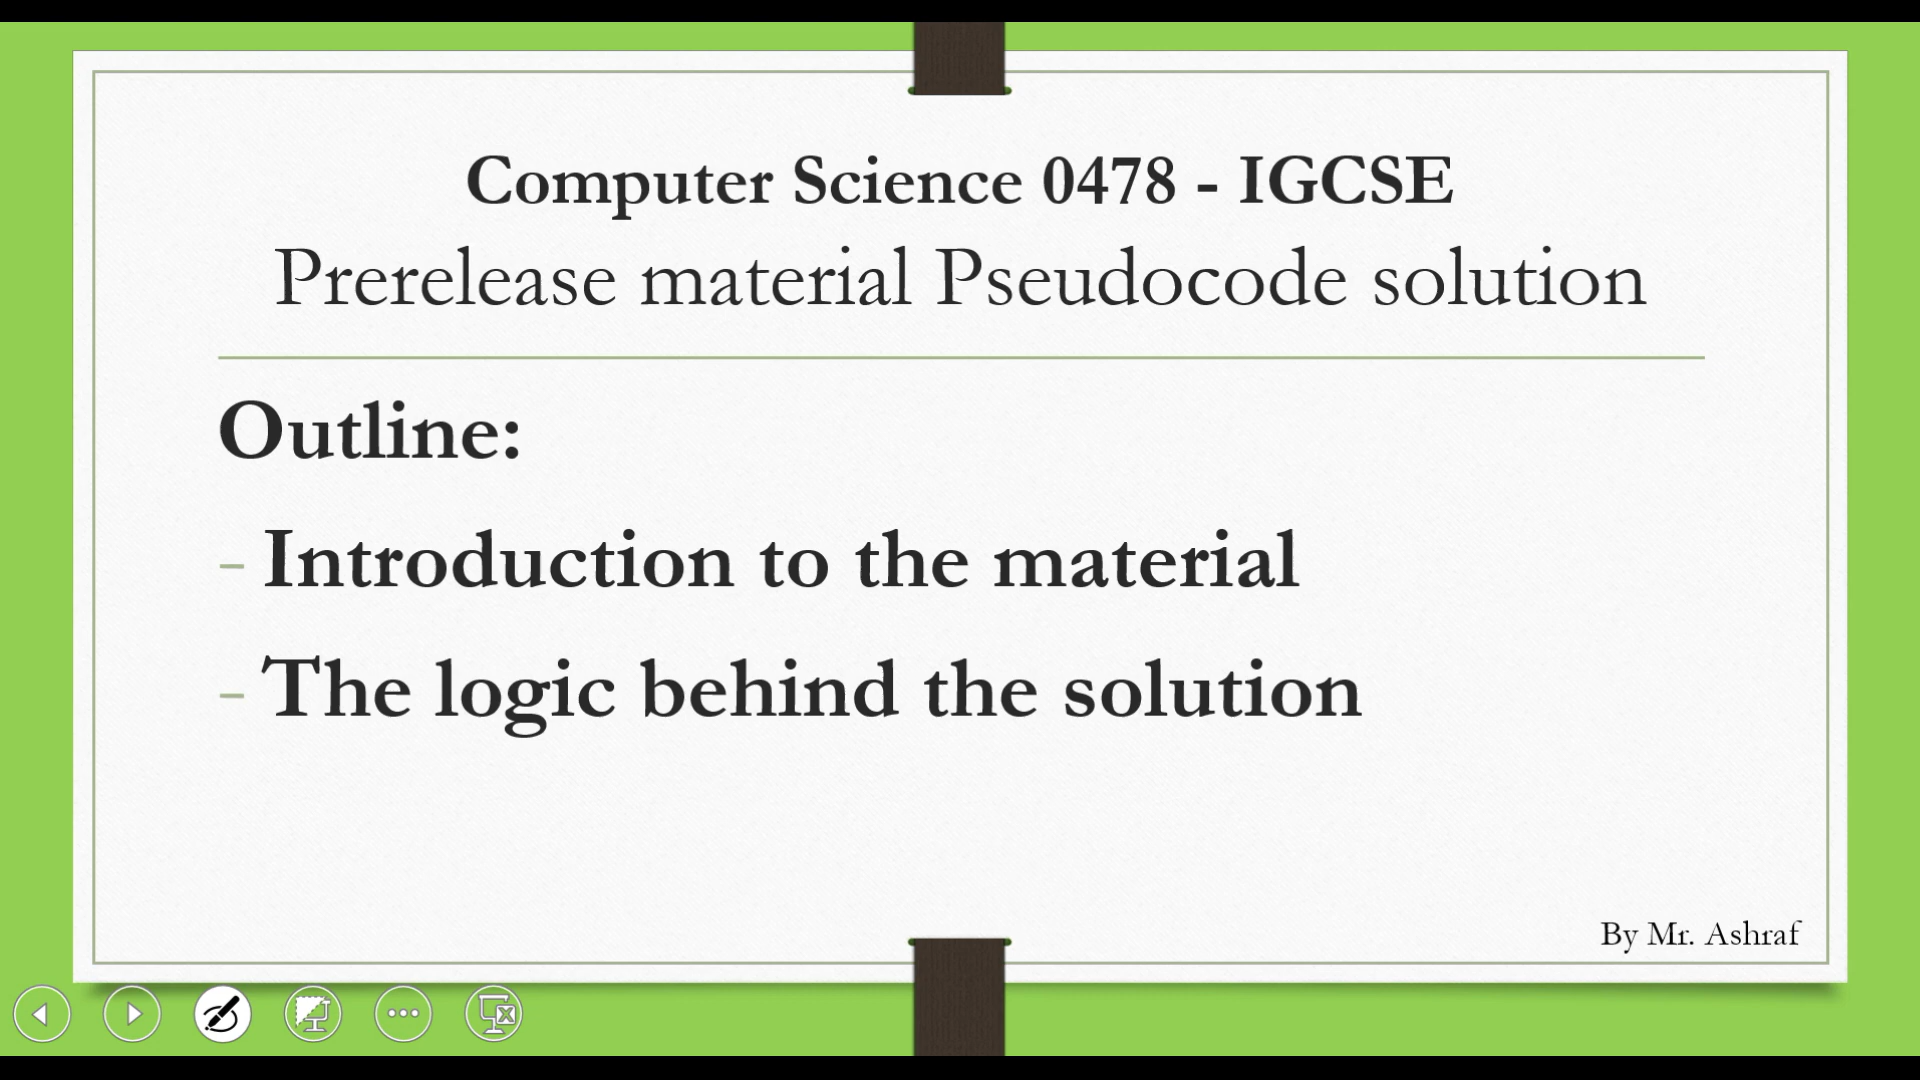 Computer Science 0478 - IGCSE
Prerelease material Pseudocode solution
Outline:
- Introduction to the material
- The logic behind the solution
By Mr. Ashraf